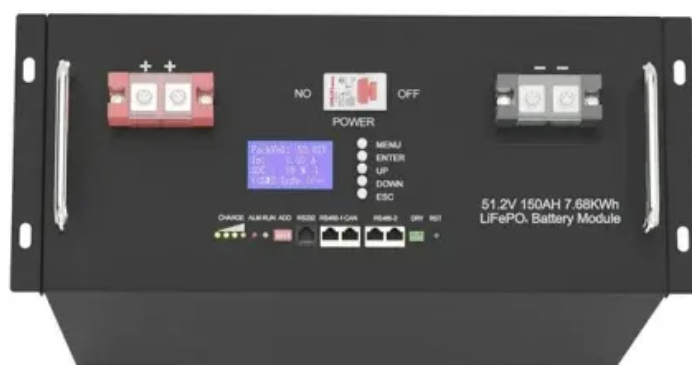 + +
− −
NO
OFF
POWER
MENU
ENTER
UP
DOWN
ESC
51.2V 150AH 7.68KWh
LiFePO₄ Battery Module
CHARGE ALM RUN ADD RS232 RS485-1 CAN RS485-2 DRY RST